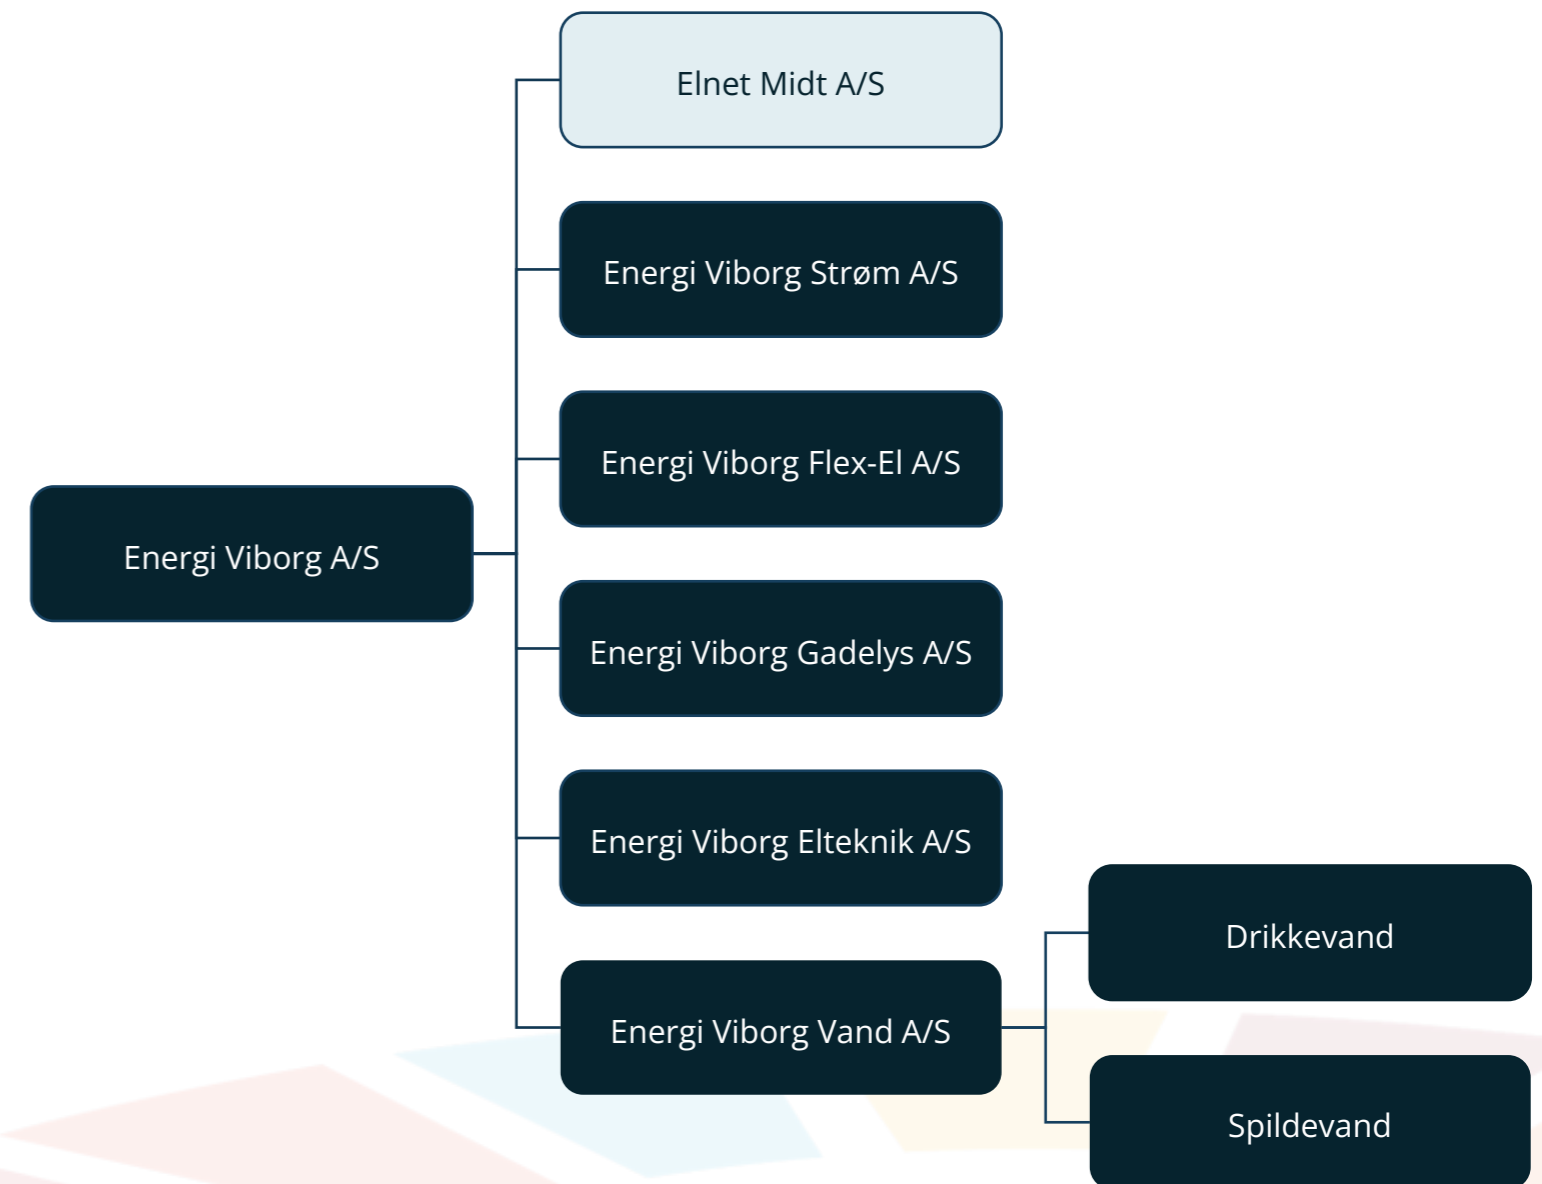 Elnet Midt A/S
Energi Viborg Strøm A/S
Energi Viborg Flex-El A/S
Energi Viborg A/S
Energi Viborg Gadelys A/S
Energi Viborg Elteknik A/S
Drikkevand
Energi Viborg Vand A/S
Spildevand